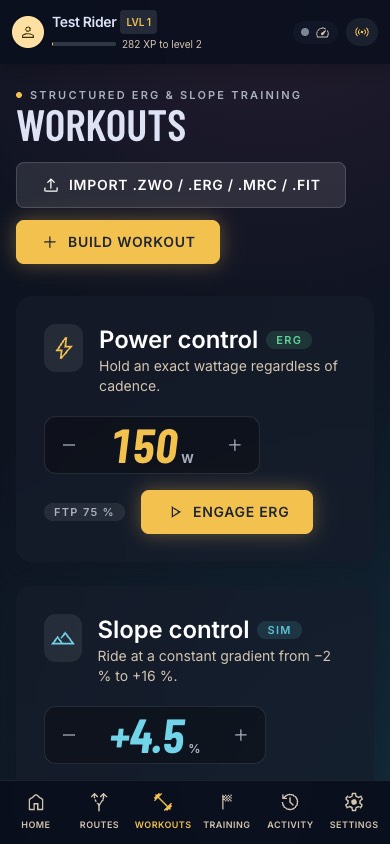 Test Rider LVL 1
282 XP to level 2
STRUCTURED ERG & SLOPE TRAINING
WORKOUTS
IMPORT .ZWO / .ERG / .MRC / .FIT
BUILD WORKOUT
Power control ERG
Hold an exact wattage regardless of
cadence.
− 150 W +
FTP 75 %
ENGAGE ERG
Slope control SIM
Ride at a constant gradient from −2
% to +16 %.
− +4.5 % +
HOME ROUTES WORKOUTS TRAINING ACTIVITY SETTINGS